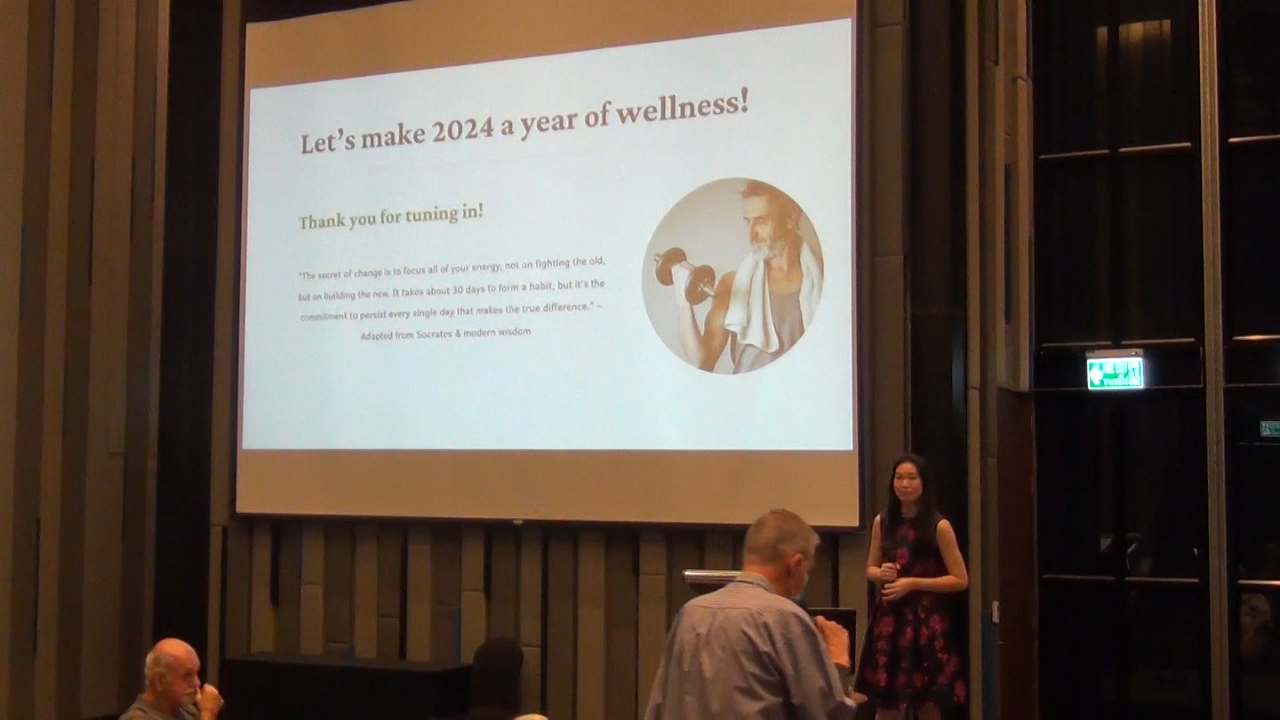 Let's make 2024 a year of wellness!
Thank you for tuning in!
"The secret of change is to focus all of your energy, not on fighting the old,
but on building the new. It takes about 30 days to form a habit, but it's the
commitment to persist every single day that makes the true difference." –
Adapted from Socrates & modern wisdom